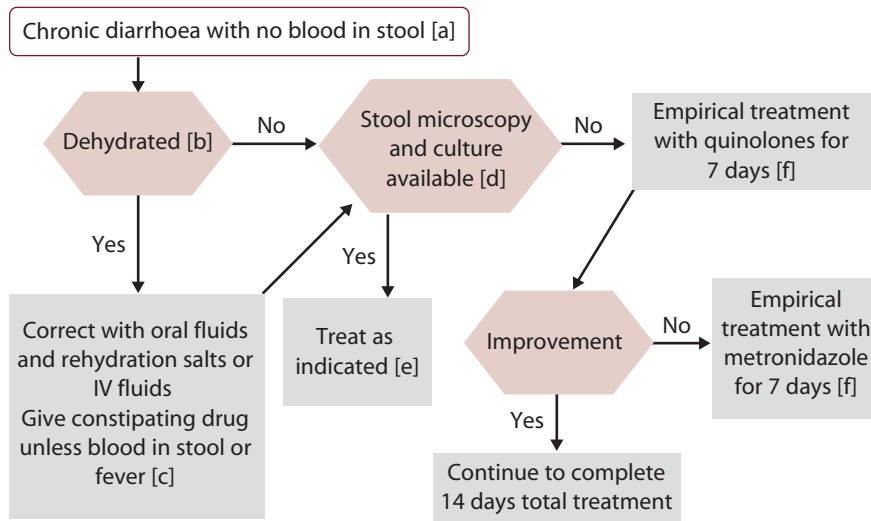 Chronic diarrhoea with no blood in stool [a]
Dehydrated [b]
No
Stool microscopy
and culture
available [d]
No
Empirical treatment
with quinolones for
7 days [f]
Yes
Correct with oral fluids
and rehydration salts or
IV fluids
Give constipating drug
unless blood in stool or
fever [c]
Yes
Treat as
indicated [e]
Improvement
No
Empirical
treatment with
metronidazole
for 7 days [f]
Yes
Continue to complete
14 days total treatment